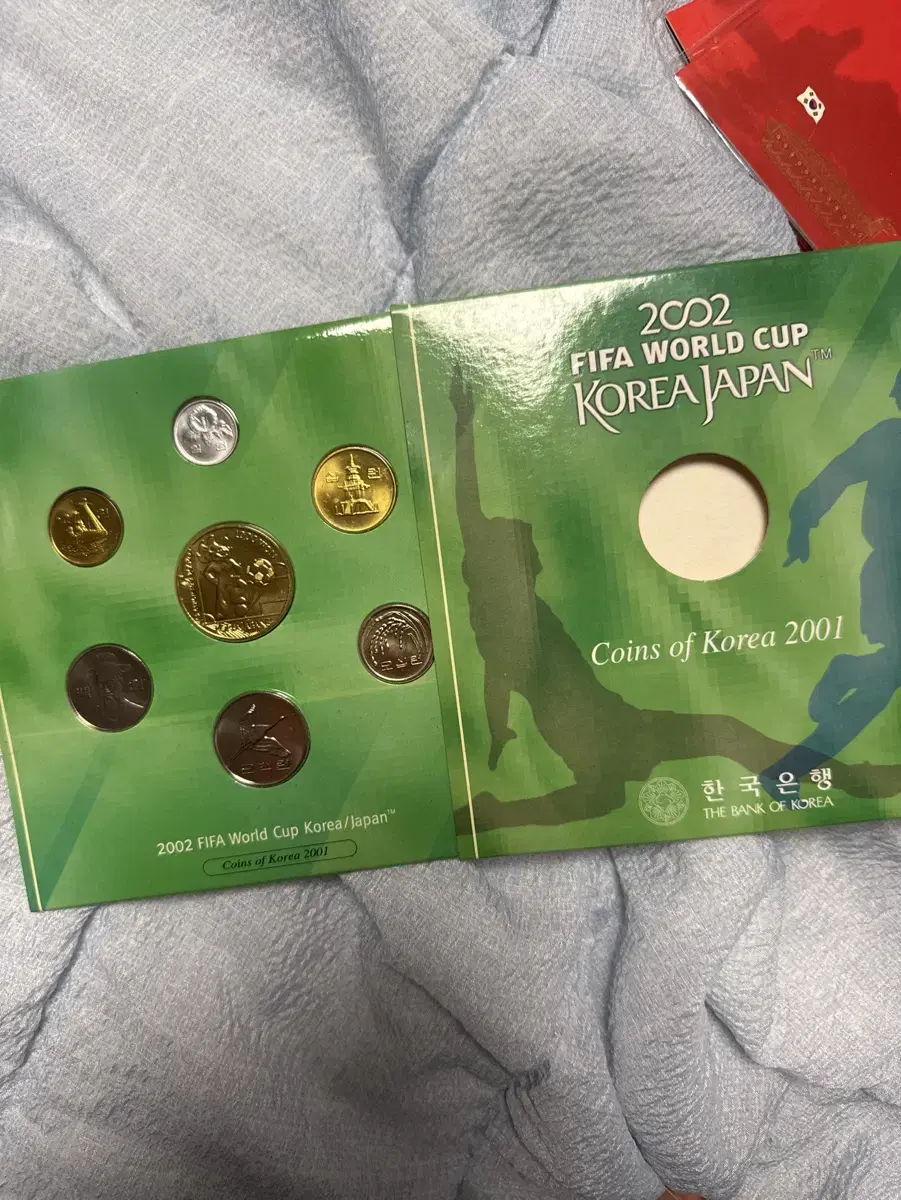 2002 FIFA World Cup Korea/Japan™
Coins of Korea 2001
2002
FIFA WORLD CUP
KOREA JAPAN™
Coins of Korea 2001
한국은행
THE BANK OF KOREA